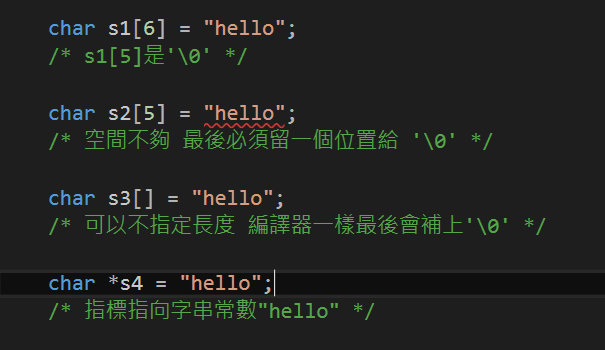 char s1[6] = "hello";
/* s1[5]是'\0' */
char s2[5] = "hello";
/* 空間不夠 最後必須留一個位置給 '\0' */
char s3[] = "hello";
/* 可以不指定長度 編譯器一樣最後會補上'\0' */
char *s4 = "hello";
/* 指標指向字串常數"hello" */